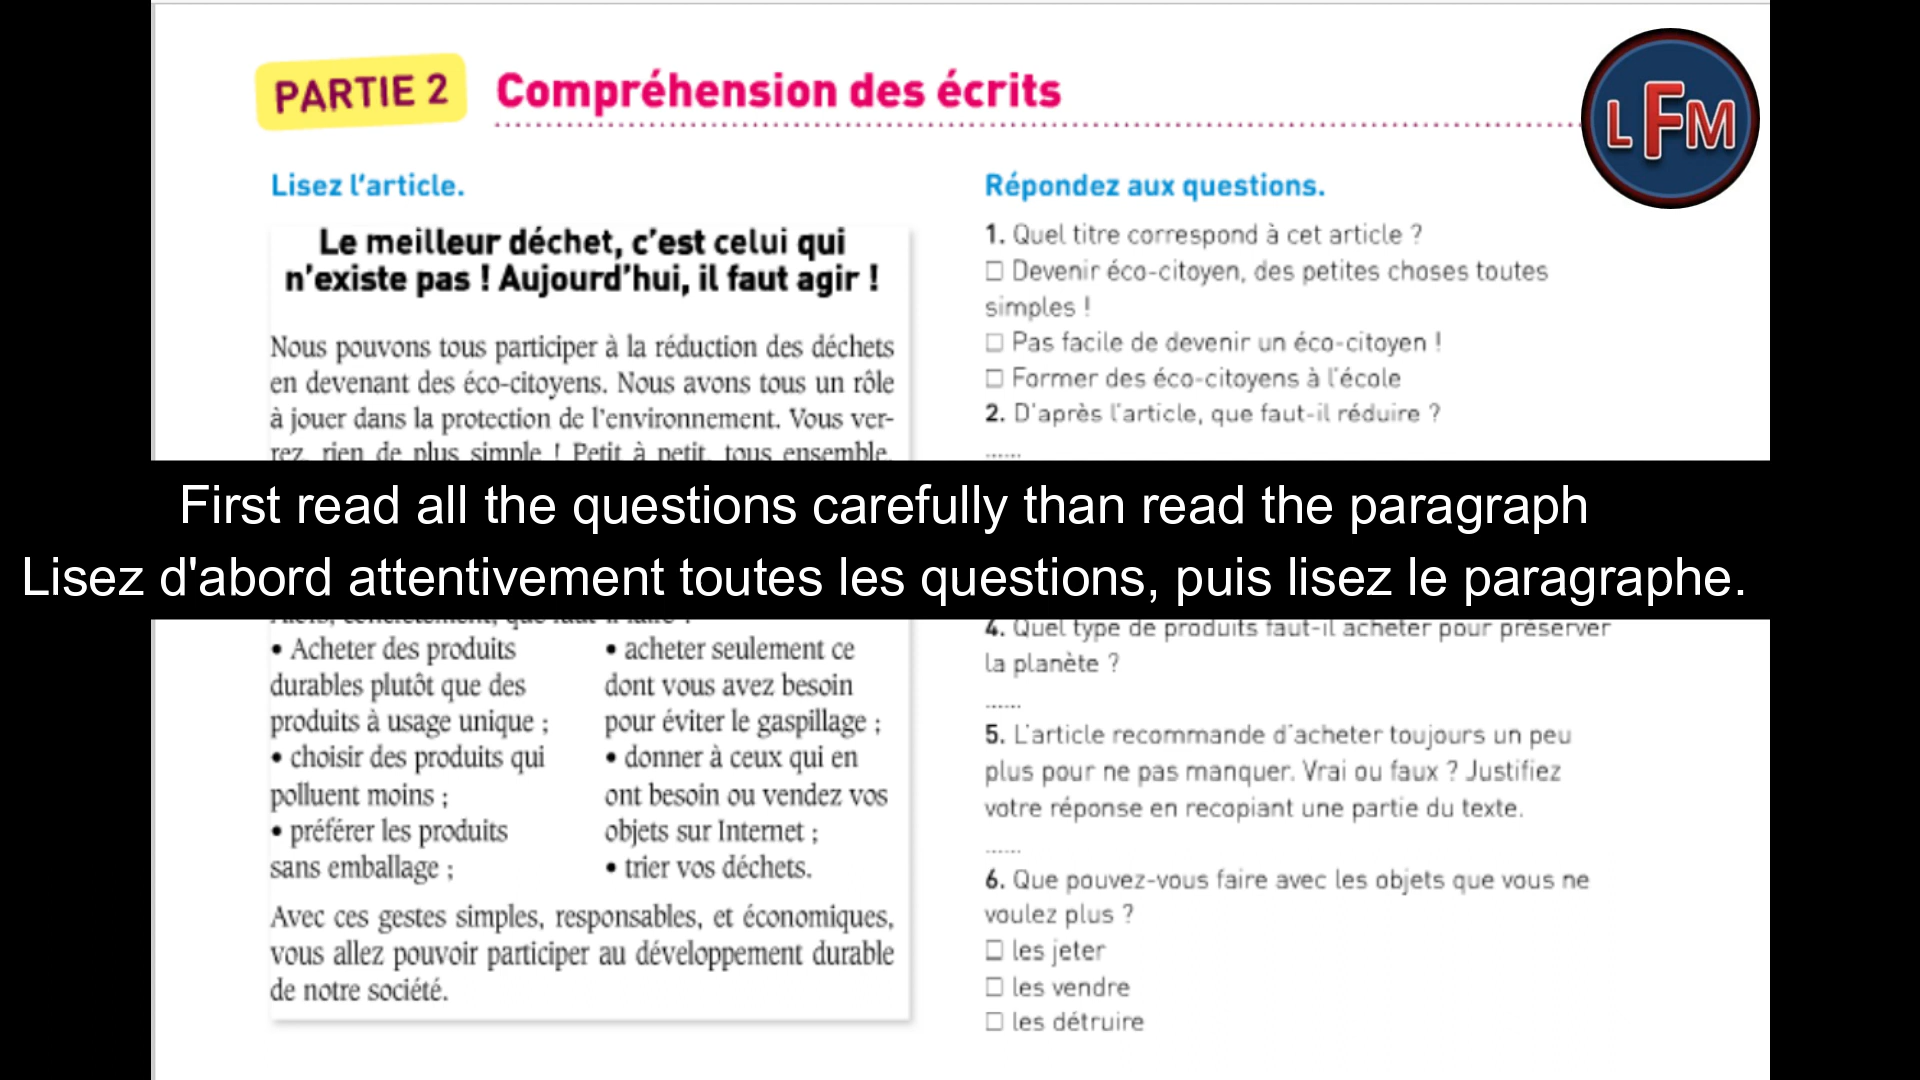 PARTIE 2 Compréhension des écrits
LFM
Lisez l'article.
Le meilleur déchet, c'est celui qui
n'existe pas ! Aujourd'hui, il faut agir !
Nous pouvons tous participer à la réduction des déchets
en devenant des éco-citoyens. Nous avons tous un rôle
à jouer dans la protection de l'environnement. Vous ver-
rez, rien de plus simple ! Petit à petit, tous ensemble,
• Acheter des produits
durables plutôt que des
produits à usage unique ;
• choisir des produits qui
polluent moins ;
• préférer les produits
sans emballage ;
• acheter seulement ce
dont vous avez besoin
pour éviter le gaspillage ;
• donner à ceux qui en
ont besoin ou vendez vos
objets sur Internet ;
• trier vos déchets.
Avec ces gestes simples, responsables, et économiques,
vous allez pouvoir participer au développement durable
de notre société.
Répondez aux questions.
1. Quel titre correspond à cet article ?
□ Devenir éco-citoyen, des petites choses toutes
simples !
□ Pas facile de devenir un éco-citoyen !
□ Former des éco-citoyens à l'école
2. D'après l'article, que faut-il réduire ?
......
First read all the questions carefully than read the paragraph
Lisez d'abord attentivement toutes les questions, puis lisez le paragraphe.
4. Quel type de produits faut-il acheter pour préserver
la planète ?
......
5. L'article recommande d'acheter toujours un peu
plus pour ne pas manquer. Vrai ou faux ? Justifiez
votre réponse en recopiant une partie du texte.
......
6. Que pouvez-vous faire avec les objets que vous ne
voulez plus ?
□ les jeter
□ les vendre
□ les détruire